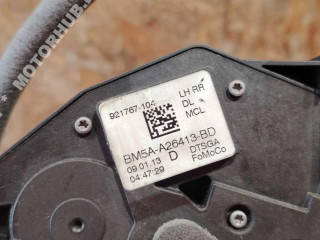 MOTORHUB.
921767-104
LH RR
DL
MCL
BM5A-A26413-BD
09.01.13 D DTSGA
04:47:29 FoMoCo